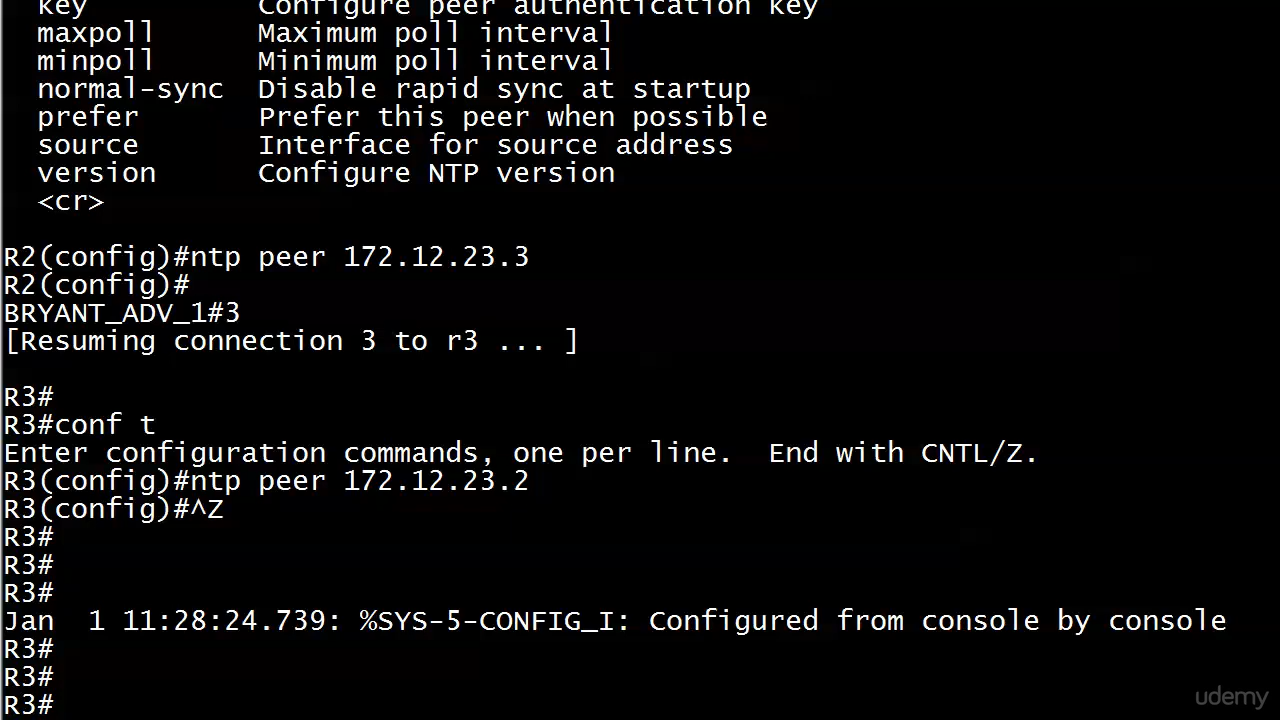 key          Configure peer authentication key
maxpoll      Maximum poll interval
minpoll      Minimum poll interval
normal-sync  Disable rapid sync at startup
prefer       Prefer this peer when possible
source       Interface for source address
version      Configure NTP version
<cr>
R2(config)#ntp peer 172.12.23.3
R2(config)#
BRYANT_ADV_1#3
[Resuming connection 3 to r3 ... ]
R3#
R3#conf t
Enter configuration commands, one per line.  End with CNTL/Z.
R3(config)#ntp peer 172.12.23.2
R3(config)#^Z
R3#
R3#
R3#
Jan  1 11:28:24.739: %SYS-5-CONFIG_I: Configured from console by console
R3#
R3#
R3#
udemy